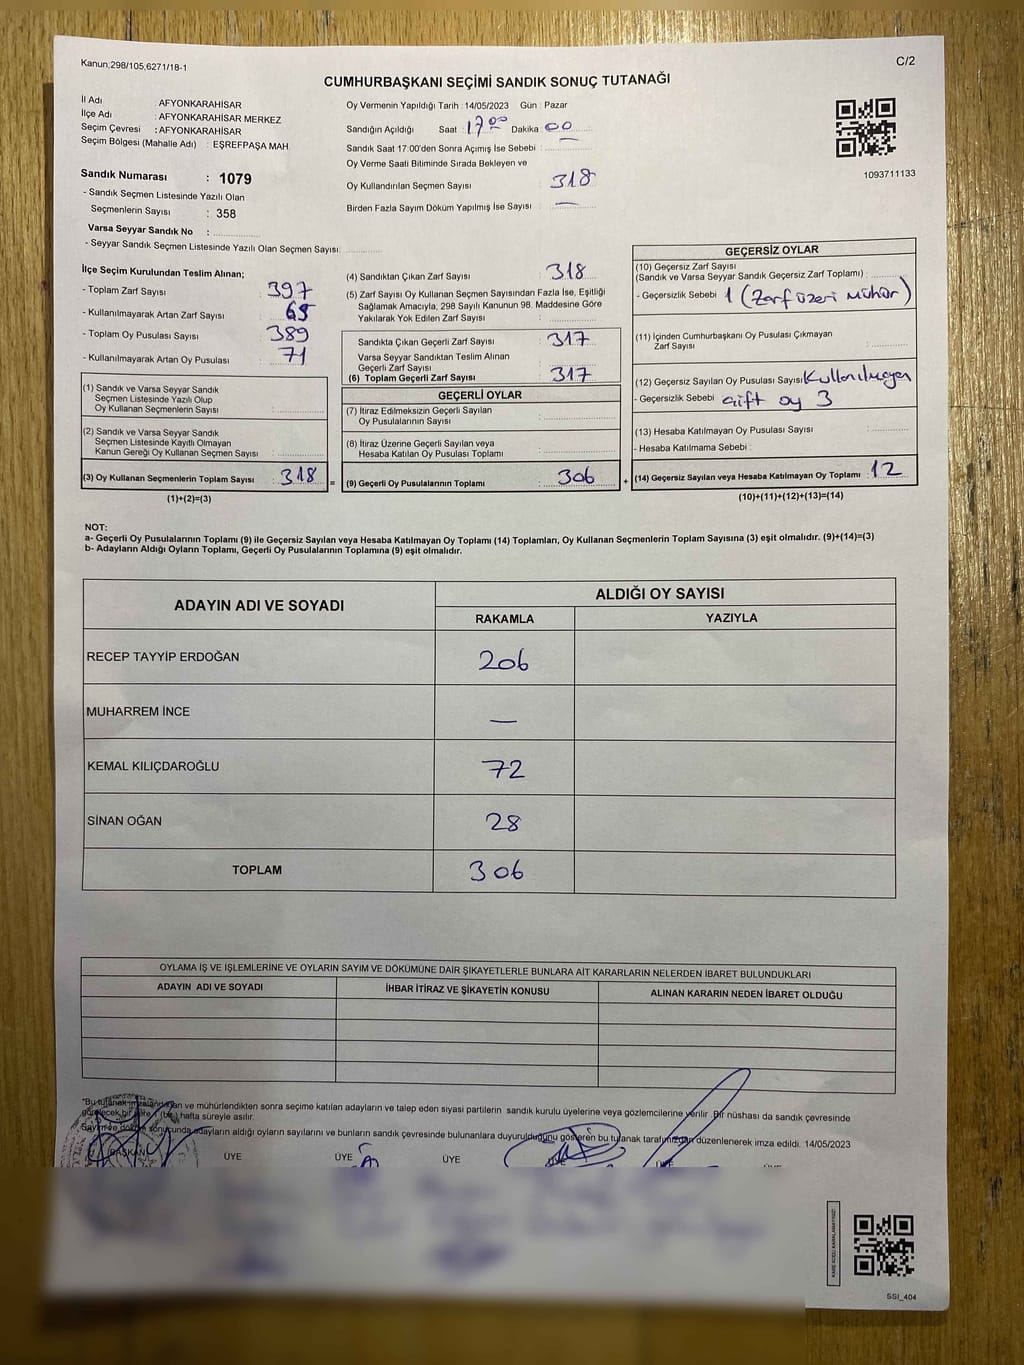 Kanun;298/105,6271/18-1
C/2
CUMHURBAŞKANI SEÇİMİ SANDIK SONUÇ TUTANAĞI
İl Adı : AFYONKARAHİSAR
İlçe Adı : AFYONKARAHİSAR MERKEZ
Seçim Çevresi : AFYONKARAHİSAR
Seçim Bölgesi (Mahalle Adı) : EŞREFPAŞA MAH.
Sandık Numarası : 1079
- Sandık Seçmen Listesinde Yazılı Olan
Seçmenlerin Sayısı : 358
Varsa Seyyar Sandık No :
- Seyyar Sandık Seçmen Listesinde Yazılı Olan Seçmen Sayısı:
Oy Vermenin Yapıldığı Tarih : 14/05/2023 Gün : Pazar
Sandığın Açıldığı Saat : 17:00 Dakika : 00
Sandık Saat 17:00'den Sonra Açımış İse Sebebi : —
Oy Verme Saati Bitiminde Sırada Bekleyen ve
Oy Kullandırılan Seçmen Sayısı : 318
Birden Fazla Sayım Döküm Yapılmış İse Sayısı : —
1093711133
İlçe Seçim Kurulundan Teslim Alınan;
- Toplam Zarf Sayısı : 397
- Kullanılmayarak Artan Zarf Sayısı :
- Toplam Oy Pusulası Sayısı : 389
- Kullanılmayarak Artan Oy Pusulası : 71
(1) Sandık ve Varsa Seyyar Sandık
Seçmen Listesinde Yazılı Olup
Oy Kullanan Seçmenlerin Sayısı :
(2) Sandık ve Varsa Seyyar Sandık
Seçmen Listesinde Kayıtlı Olmayan
Kanun Gereği Oy Kullanan Seçmen Sayısı :
(3) Oy Kullanan Seçmenlerin Toplam Sayısı : 318 =
(1)+(2)=(3)
(4) Sandıktan Çıkan Zarf Sayısı : 318
(5) Zarf Sayısı Oy Kullanan Seçmen Sayısından Fazla İse, Eşitliği
Sağlamak Amacıyla, 298 Sayılı Kanunun 98. Maddesine Göre
Yakılarak Yok Edilen Zarf Sayısı :
Sandıkta Çıkan Geçerli Zarf Sayısı : 317
Varsa Seyyar Sandıktan Teslim Alınan
Geçerli Zarf Sayısı :
(6) Toplam Geçerli Zarf Sayısı : 317
GEÇERLİ OYLAR
(7) İtiraz Edilmeksizin Geçerli Sayılan
Oy Pusulasının Sayısı :
(8) İtiraz Üzerine Geçerli Sayılan veya
Hesaba Katılan Oy Pusulası Toplamı :
(9) Geçerli Oy Pusulalarının Toplamı : 306 +
GEÇERSİZ OYLAR
(10) Geçersiz Zarf Sayısı
(Sandık ve Varsa Seyyar Sandık Geçersiz Zarf Toplamı) :
- Geçersizlik Sebebi : 1 (Zarf üzeri mühür)
(11) İçinden Cumhurbaşkanı Oy Pusulası Çıkmayan
Zarf Sayısı :
(12) Geçersiz Sayılan Oy Pusulası Sayısı : Kullanılmayan
- Geçersizlik Sebebi : Çift oy 3
(13) Hesaba Katılmayan Oy Pusulası Sayısı :
- Hesaba Katılmama Sebebi :
(14) Geçersiz Sayılan veya Hesaba Katılmayan Oy Toplamı : 12
(10)+(11)+(12)+(13)=(14)
NOT:
a- Geçerli Oy Pusulalarının Toplamı (9) ile Geçersiz Sayılan veya Hesaba Katılmayan Oy Toplamı (14) Toplamları, Oy Kullanan Seçmenlerin Toplam Sayısına (3) eşit olmalıdır. (9)+(14)=(3)
b- Adayların Aldığı Oyların Toplamı, Geçerli Oy Pusulalarının Toplamına (9) eşit olmalıdır.
ADAYIN ADI VE SOYADI ALDIĞI OY SAYISI
RAKAMLA YAZIYLA
RECEP TAYYİP ERDOĞAN 206
MUHARREM İNCE —
KEMAL KILIÇDAROĞLU 72
SİNAN OĞAN 28
TOPLAM 306
OYLAMA İŞ VE İŞLEMLERİNE VE OYLARIN SAYIM VE DÖKÜMÜNE DAİR ŞİKAYETLERLE BUNLARA AİT KARARLARIN NELERDEN İBARET BULUNDUKLARI
ADAYIN ADI VE SOYADI İHBAR İTİRAZ VE ŞİKAYETİN KONUSU ALINAN KARARIN NEDEN İBARET OLDUĞU
"Bu tutanak ve mühürlendikten sonra seçime katılan adayların ve talep eden siyasi partilerin sandık kurulu üyelerine veya gözlemcilerine verilir. Bir nüshası da sandık çevresinde
hafta süreyle asılır.
adayların aldığı oyların sayılarını ve bunların sandık çevresinde bulunanlara duyurulduğunu gösteren bu tutanak tarafımızdan düzenlenerek imza edildi. 14/05/2023
BAŞKAN ÜYE ÜYE ÜYE ÜYE ÜYE
SSI_404